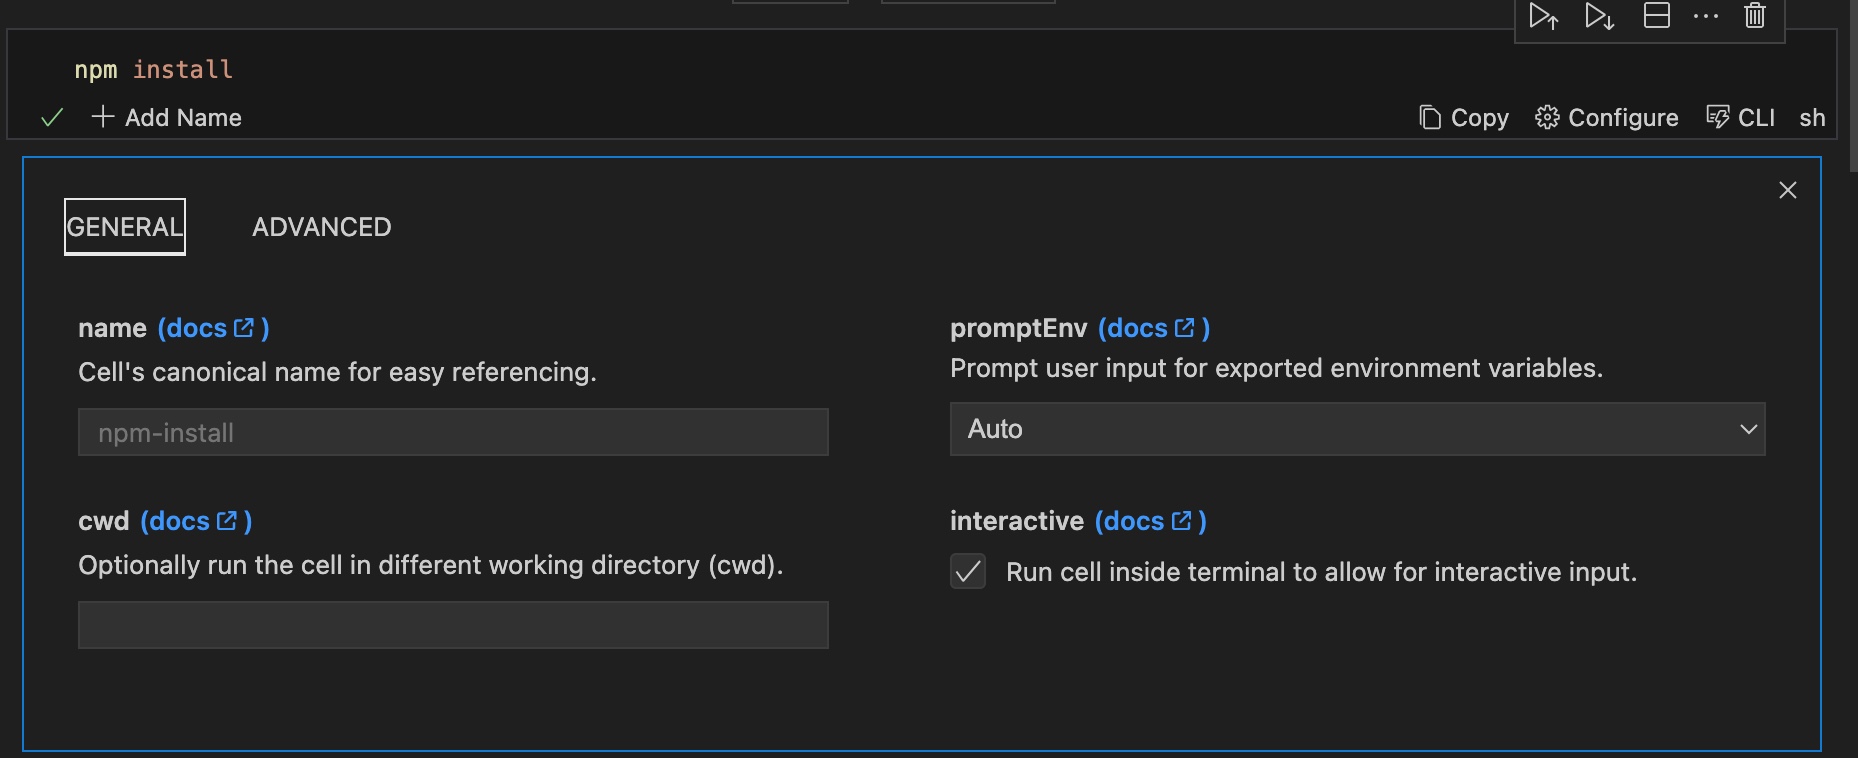 npm install
Add Name
Copy Configure CLI sh
GENERAL ADVANCED
name (docs)
Cell's canonical name for easy referencing.
npm-install
promptEnv (docs)
Prompt user input for exported environment variables.
Auto
cwd (docs)
Optionally run the cell in different working directory (cwd).
interactive (docs)
Run cell inside terminal to allow for interactive input.